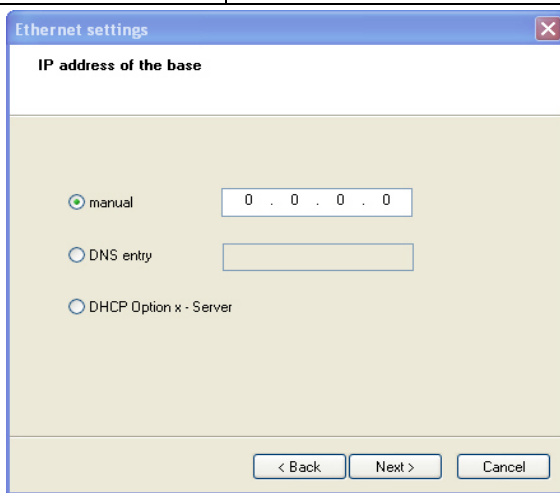 Ethernet settings
IP address of the base
manual 0 . 0 . 0 . 0
DNS entry
DHCP Option x - Server
< Back Next > Cancel